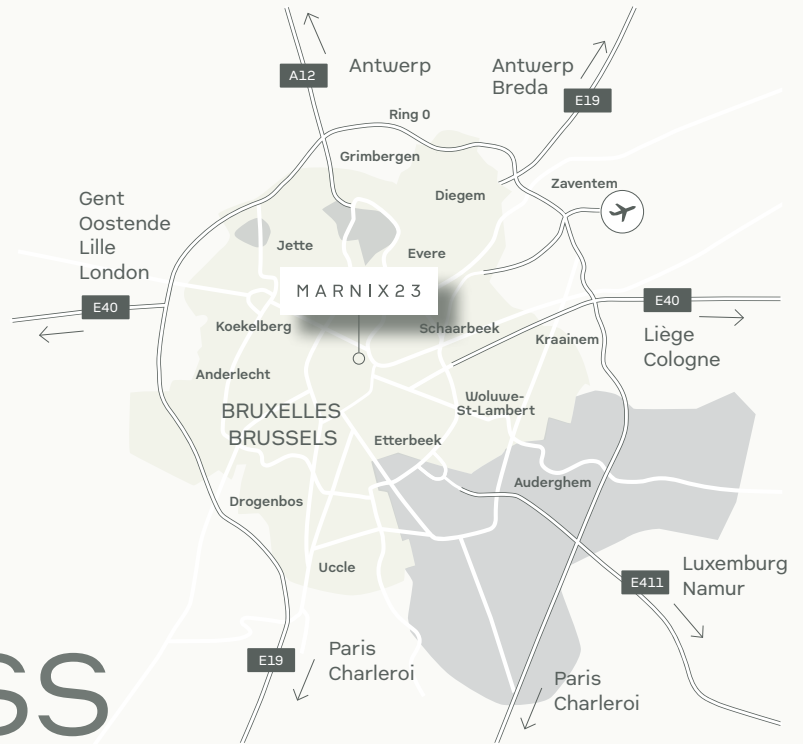 A12
Antwerp
Antwerp
Breda
E19
Ring 0
Grimbergen
Zaventem
Diegem
Gent
Oostende
Lille
London
Jette
Evere
MARNIX23
E40
E40
Koekelberg
Schaarbeek
Kraainem
Liège
Cologne
Anderlecht
BRUXELLES
BRUSSELS
Woluwe-
St-Lambert
Etterbeek
Auderghem
Drogenbos
Uccle
Luxemburg
Namur
E411
E19
Paris
Charleroi
Paris
Charleroi
SS